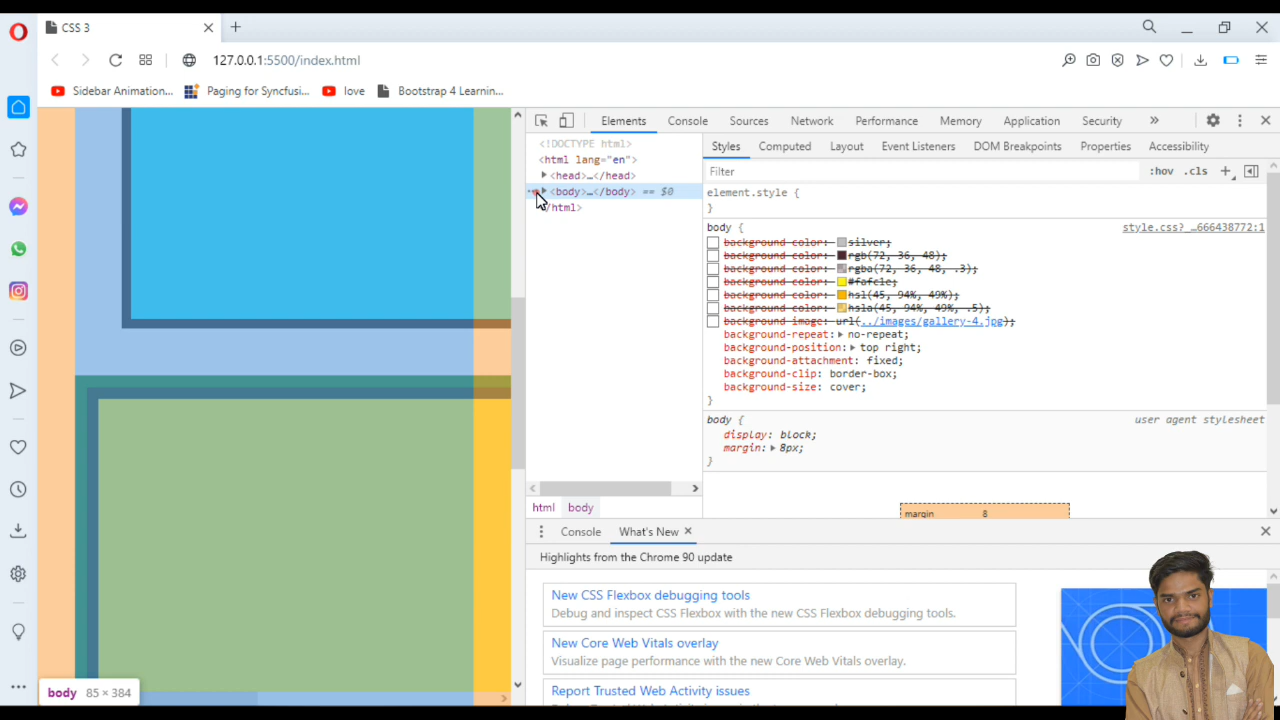 CSS 3
127.0.0.1:5500/index.html
Sidebar Animation...
Paging for Syncfusi...
love
Bootstrap 4 Learnin...
Elements
Console
Sources
Network
Performance
Memory
Application
Security
<!DOCTYPE html>
<html lang="en">
<head>…</head>
<body>…</body> == $0
</html>
html
body
Styles
Computed
Layout
Event Listeners
DOM Breakpoints
Properties
Accessibility
Filter
:hov .cls
element.style {
}
body {
style.css?_…666438772:1
background-color: silver;
background-color: rgb(72, 36, 48);
background-color: rgba(72, 36, 48, .3);
background-color: #fafc1e;
background-color: hsl(45, 94%, 49%);
background-color: hsla(45, 94%, 49%, .5);
background-image: url(../images/gallery-4.jpg);
background-repeat: no-repeat;
background-position: top right;
background-attachment: fixed;
background-clip: border-box;
background-size: cover;
}
body {
user agent stylesheet
display: block;
margin: 8px;
}
margin 8
Console
What's New
Highlights from the Chrome 90 update
New CSS Flexbox debugging tools
Debug and inspect CSS Flexbox with the new CSS Flexbox debugging tools.
New Core Web Vitals overlay
Visualize page performance with the new Core Web Vitals overlay.
Report Trusted Web Activity issues
body 85 × 384